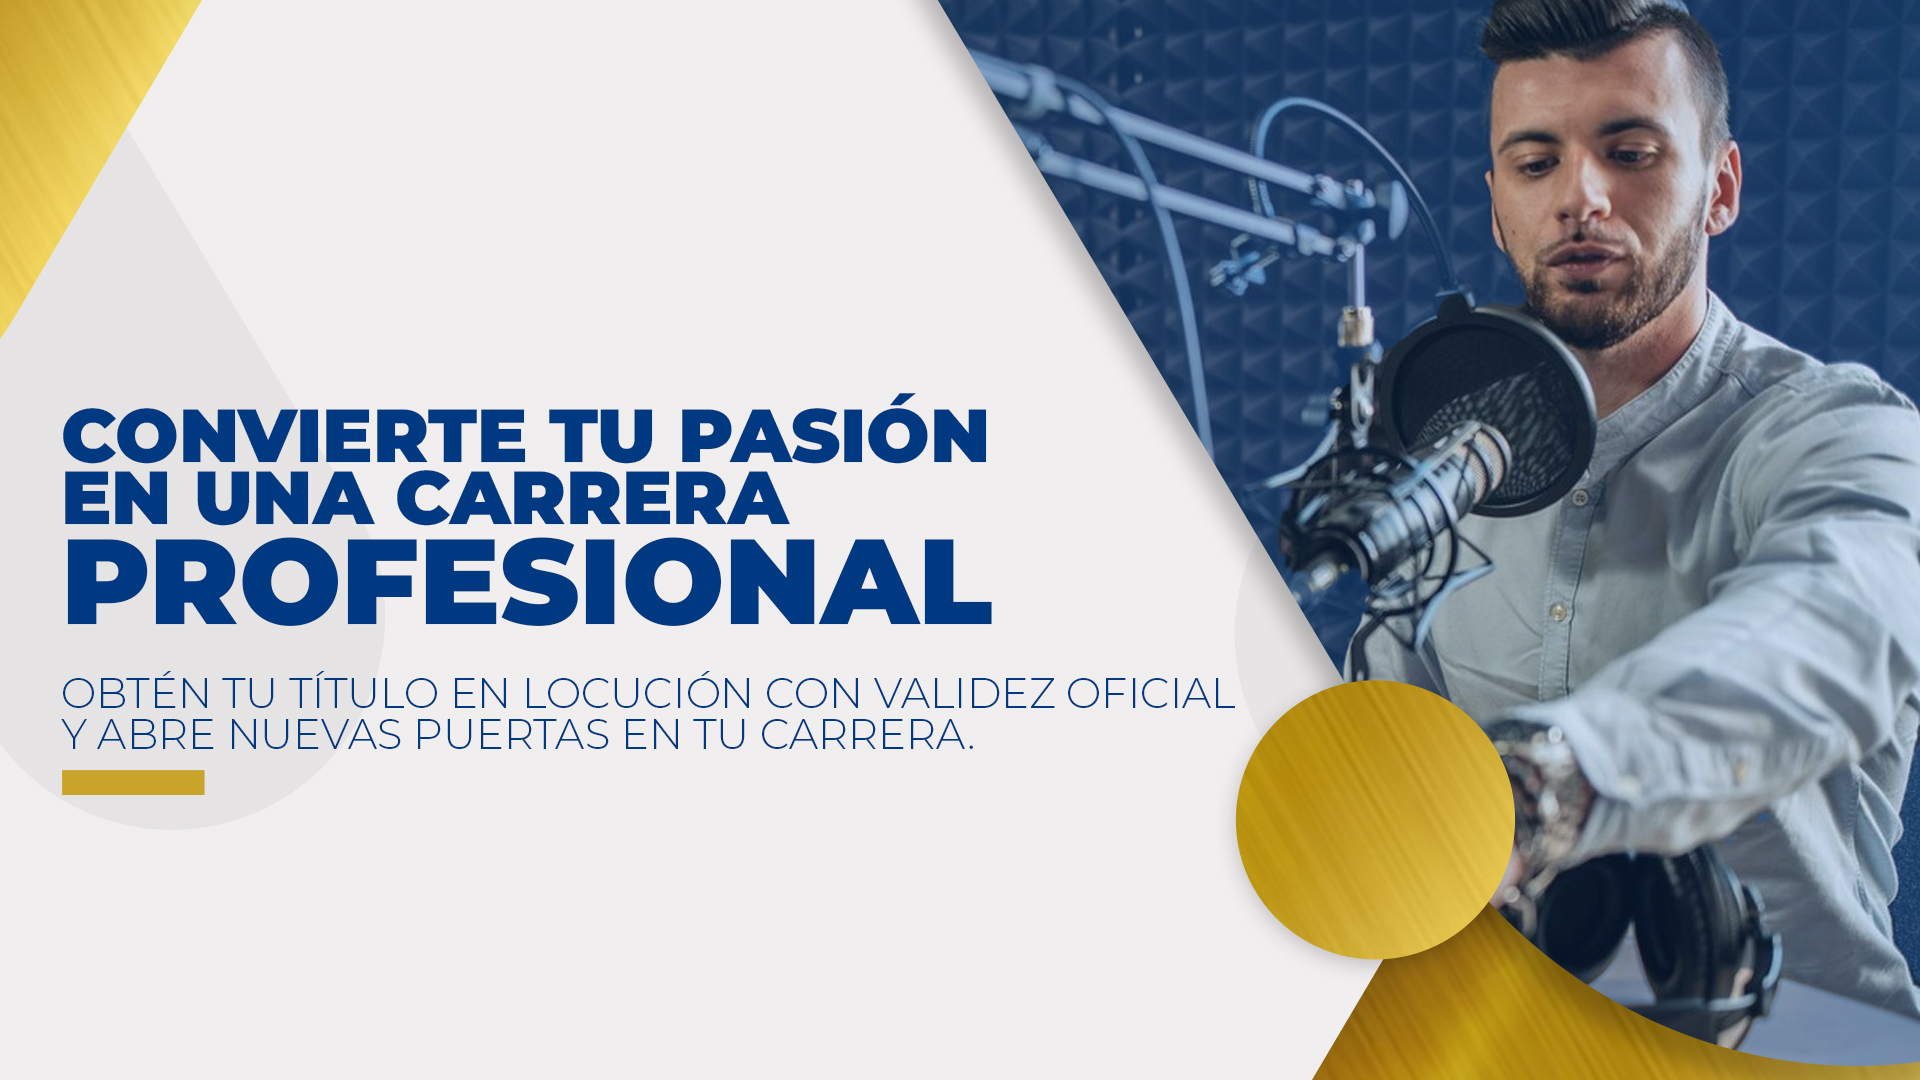 CONVIERTE TU PASIÓN
EN UNA CARRERA
PROFESIONAL
OBTÉN TU TÍTULO EN LOCUCIÓN CON VALIDEZ OFICIAL
Y ABRE NUEVAS PUERTAS EN TU CARRERA.